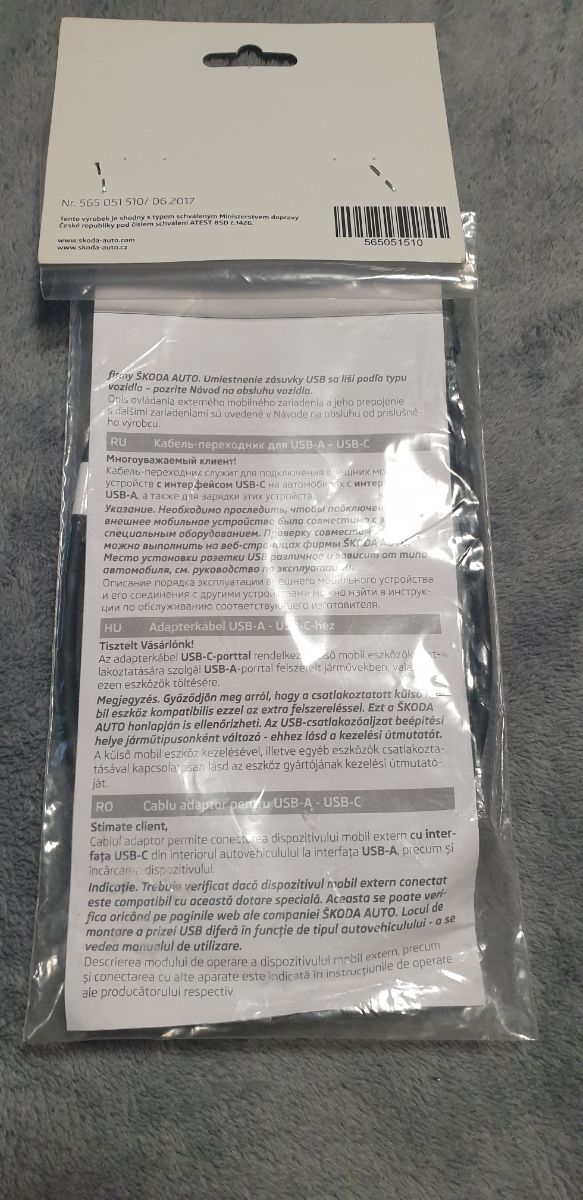 Nr. 565 051 510/ 06.2017
Tento výrobek je shodný s typem schváleným Ministerstvem dopravy
České republiky pod číslem schválení ATEST 8SD č.1426.
www.skoda-auto.com
www.skoda-auto.cz
565051510
firmy ŠKODA AUTO. Umiestnenie zásuvky USB sa líši podľa typu
vozidla – pozrite Návod na obsluhu vozidla.
Opis ovládania externého mobilného zariadenia a jeho prepojenie
s ďalšími zariadeniami sú uvedené v Návode na obsluhu od príslušné-
ho výrobcu.
RU Кабель-переходник для USB-A – USB-C
Многоуважаемый клиент!
Кабель-переходник служит для подключения внешних
устройств с интерфейсом USB-C на автомобилях с
USB-A, а также для зарядки этих устройств.
Указание. Необходимо проследить, чтобы
внешнее мобильное устройство было совместимо с
специальным оборудованием. Проверку
можно выполнить на веб-страницах фирмы ŠKODA
Место установки розетки USB различное и зависит от типа
автомобиля, см. руководство по эксплуатации.
Описание порядка эксплуатации внешнего мобильного устройства
и его соединения с другими устройствами можно найти в инструк-
ции по обслуживанию соответствующего изготовителя.
HU Adapterkábel USB-A - USB-C-hez
Tisztelt Vásárlónk!
Az adapterkábel USB-C-porttal külső mobil eszközök
lakoztatására szolgál USB-A-porttal felszerelt járművekben,
ezen eszközök töltésére.
Megjegyzés. Győződjön meg arról, hogy a csatlakoztatott külső
bil eszköz kompatibilis ezzel az extra felszereléssel. Ezt a ŠKODA
AUTO honlapján is ellenőrizheti. Az USB-csatlakozóaljzat beépítési
helye járműtípusonként változó - ehhez lásd a kezelési útmutatót.
A külső mobil eszköz kezelésével, illetve egyéb eszközök csatlakozta-
tásával kapcsolatosan lásd az eszköz gyártójának kezelési útmutató-
ját.
RO Cablu adaptor pentru USB-A - USB-C
Stimate client,
Cablul adaptor permite conectarea dispozitivului mobil extern cu inter-
fața USB-C din interiorul autovehiculului la interfața USB-A, precum și
încărcarea dispozitivului.
Indicație. Trebuie verificat dacă dispozitivul mobil extern conectat
este compatibil cu această dotare specială. Aceasta se poate veri-
fica oricând pe paginile web ale companiei ŠKODA AUTO. Locul de
montare a prizei USB diferă în funcție de tipul autovehiculului - a se
vedea manualul de utilizare.
Descrierea modului de operare a dispozitivului mobil extern, precum
și conectarea cu alte aparate este indicată în instrucțiunile de operare
ale producătorului respectiv.